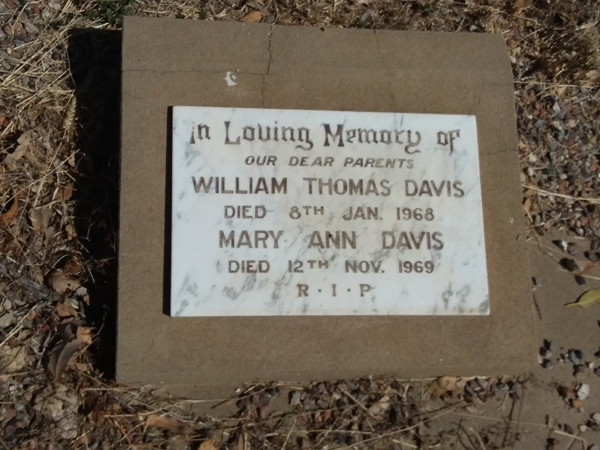 In Loving Memory of
OUR DEAR PARENTS
WILLIAM THOMAS DAVIS
DIED 8TH JAN. 1968
MARY ANN DAVIS
DIED 12TH NOV. 1969
R·I·P